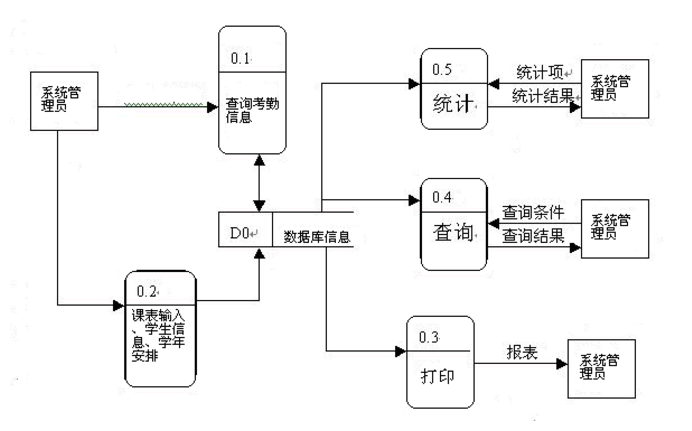 系统管
理员
0.1
查询考勤
信息
D0
数据库信息
0.2
课表输入
、学生信
息、学年
安排
0.5
统计
统计项
统计结果
系统管
理员
0.4
查询
查询条件
查询结果
系统管
理员
0.3
打印
报表
系统管
理员